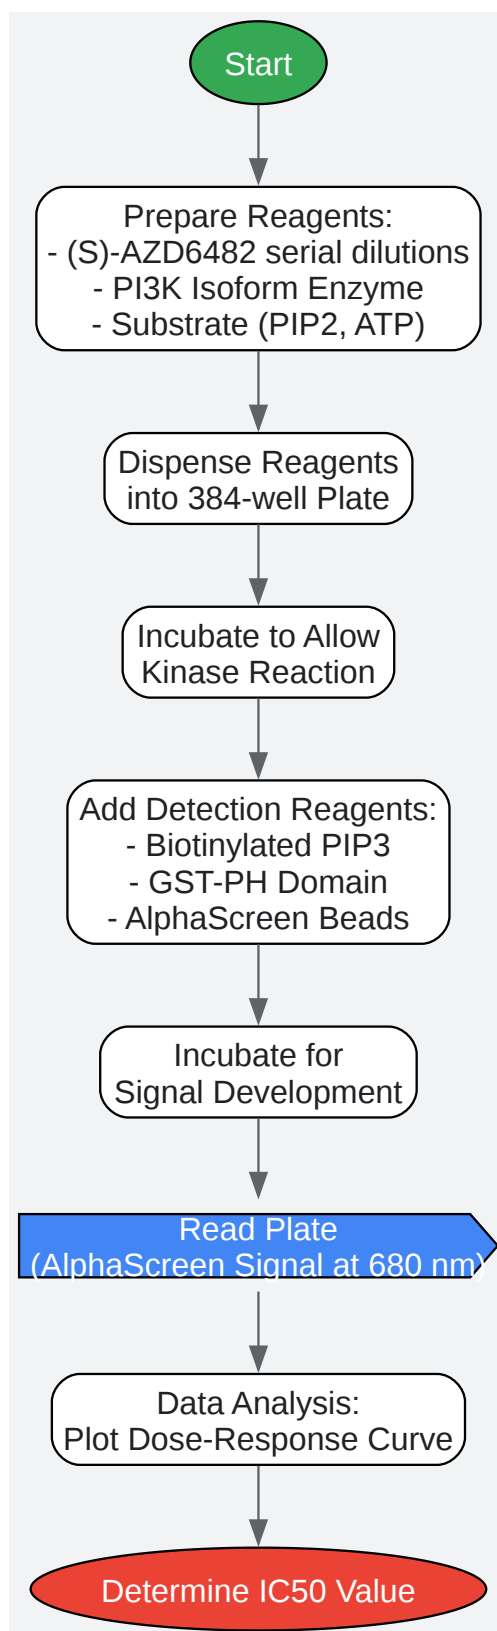 Start
Prepare Reagents:
- (S)-AZD6482 serial dilutions
- PI3K Isoform Enzyme
- Substrate (PIP2, ATP)
Dispense Reagents
into 384-well Plate
Incubate to Allow
Kinase Reaction
Add Detection Reagents:
- Biotinylated PIP3
- GST-PH Domain
- AlphaScreen Beads
Incubate for
Signal Development
Read Plate
(AlphaScreen Signal at 680 nm)
Data Analysis:
Plot Dose-Response Curve
Determine IC50 Value